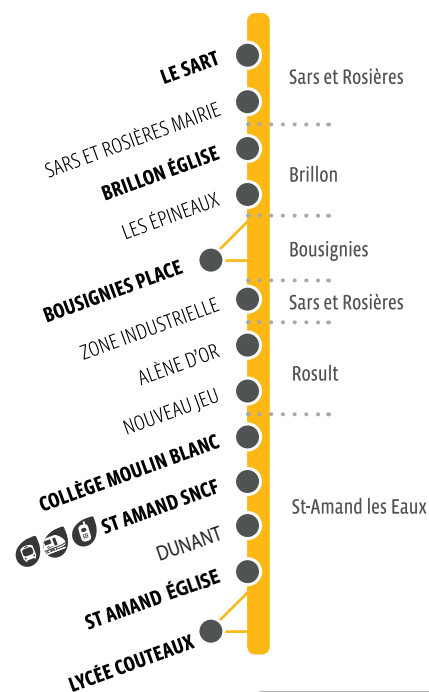 LE SART
Sars et Rosières
SARS ET ROSIÈRES MAIRIE
BRILLON ÉGLISE
Brillon
LES ÉPINEAUX
Bousignies
BOUSIGNIES PLACE
Sars et Rosières
ZONE INDUSTRIELLE
ALÈNE D'OR
Rosult
NOUVEAU JEU
COLLÈGE MOULIN BLANC
ST AMAND SNCF
St-Amand les Eaux
DUNANT
ST AMAND ÉGLISE
LYCÉE COUTEAUX